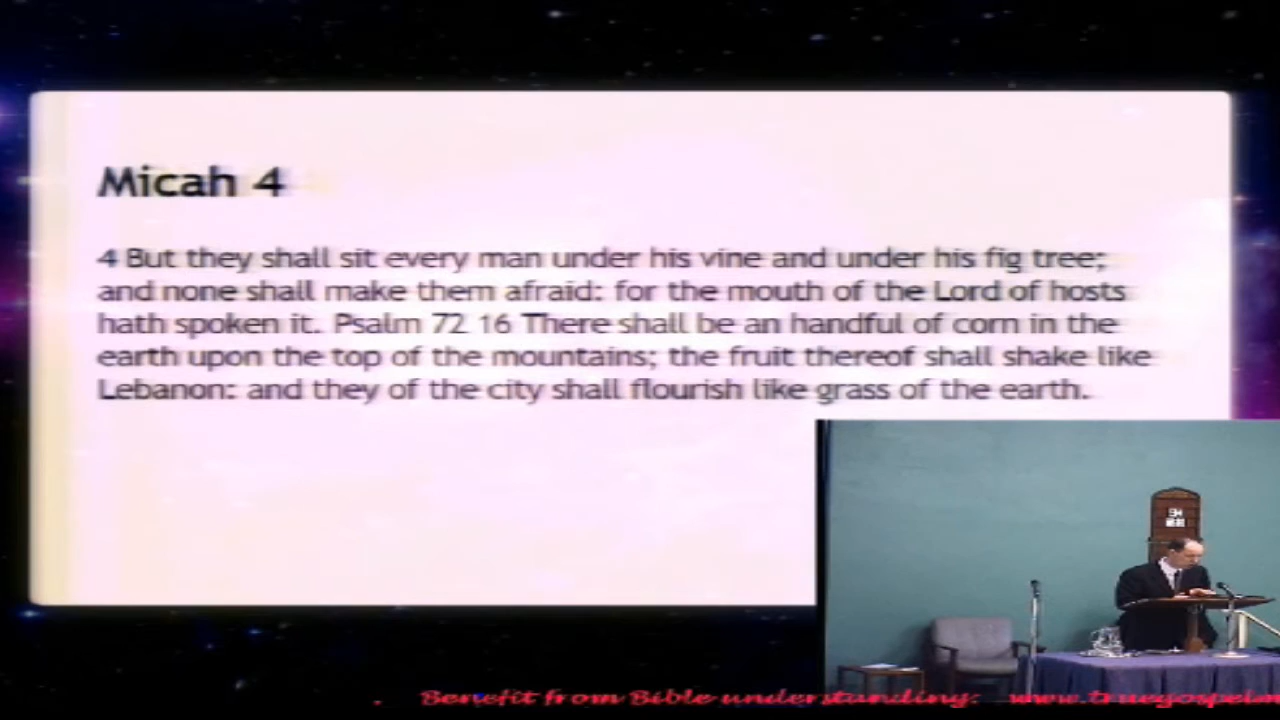 Micah 4
4 But they shall sit every man under his vine and under his fig tree;
and none shall make them afraid: for the mouth of the Lord of hosts
hath spoken it. Psalm 72 16 There shall be an handful of corn in the
earth upon the top of the mountains; the fruit thereof shall shake like
Lebanon: and they of the city shall flourish like grass of the earth.
. Benefit from Bible understanding.